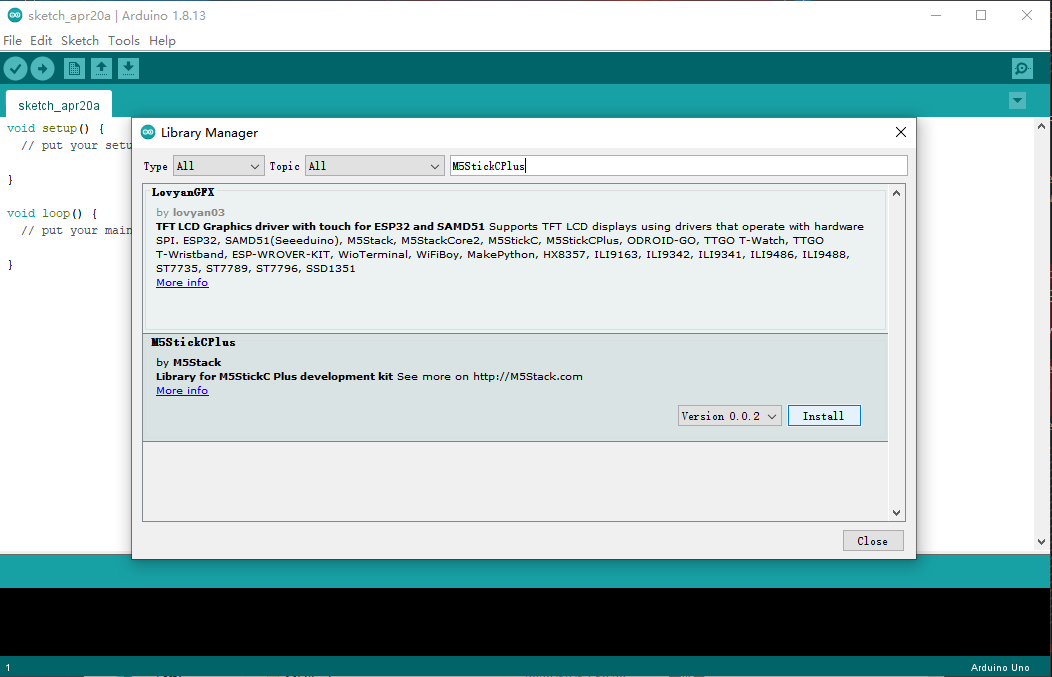 sketch_apr20a | Arduino 1.8.13
File Edit Sketch Tools Help
sketch_apr20a
void setup() {
// put your setu
}
void loop() {
// put your main
}
Library Manager
Type All Topic All M5StickCPlus
LovyanGFX
by lovyan03
TFT LCD Graphics driver with touch for ESP32 and SAMD51 Supports TFT LCD displays using drivers that operate with hardware
SPI. ESP32, SAMD51(Seeeduino), M5Stack, M5StackCore2, M5StickC, M5StickCPlus, ODROID-GO, TTGO T-Watch, TTGO
T-Wristband, ESP-WROVER-KIT, WioTerminal, WiFiBoy, MakePython, HX8357, ILI9163, ILI9342, ILI9341, ILI9486, ILI9488,
ST7735, ST7789, ST7796, SSD1351
More info
M5StickCPlus
by M5Stack
Library for M5StickC Plus development kit See more on http://M5Stack.com
More info
Version 0.0.2 Install
Close
1 Arduino Uno